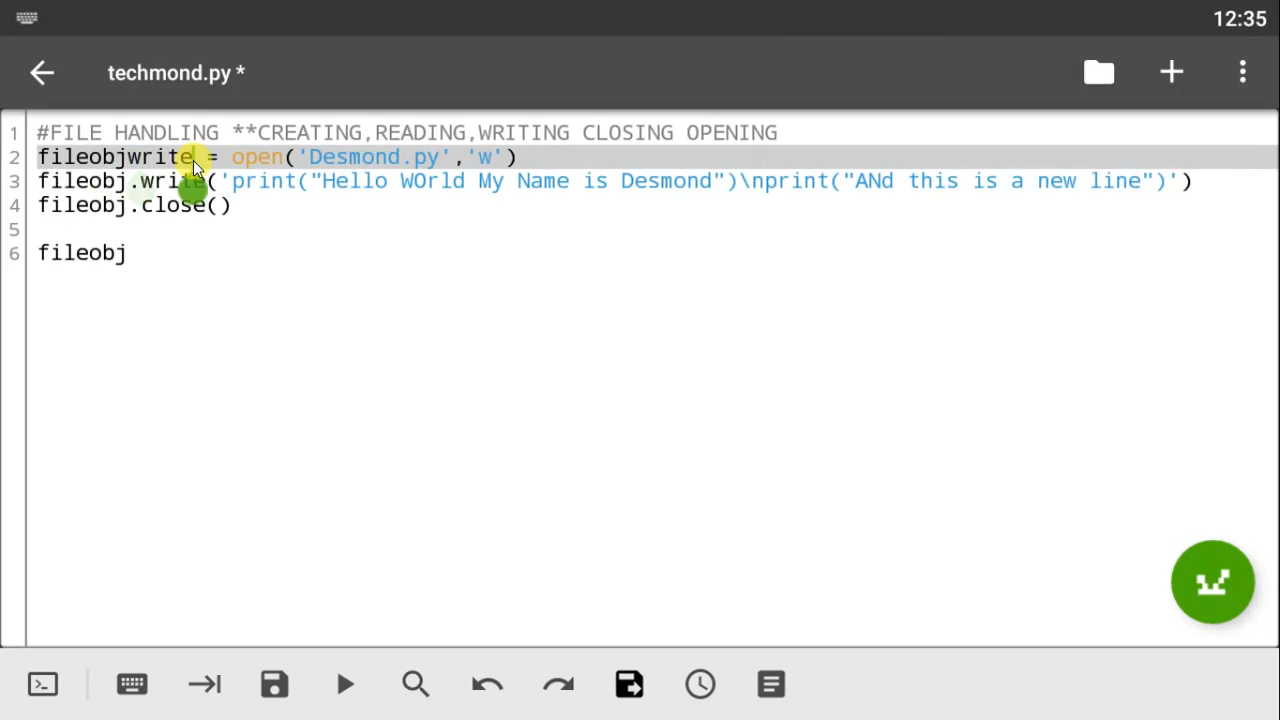 12:35
techmond.py *
1 #FILE HANDLING **CREATING,READING,WRITING CLOSING OPENING
2 fileobjwrite = open('Desmond.py','w')
3 fileobj.write('print("Hello WOrld My Name is Desmond")\nprint("ANd this is a new line")')
4 fileobj.close()
5
6 fileobj